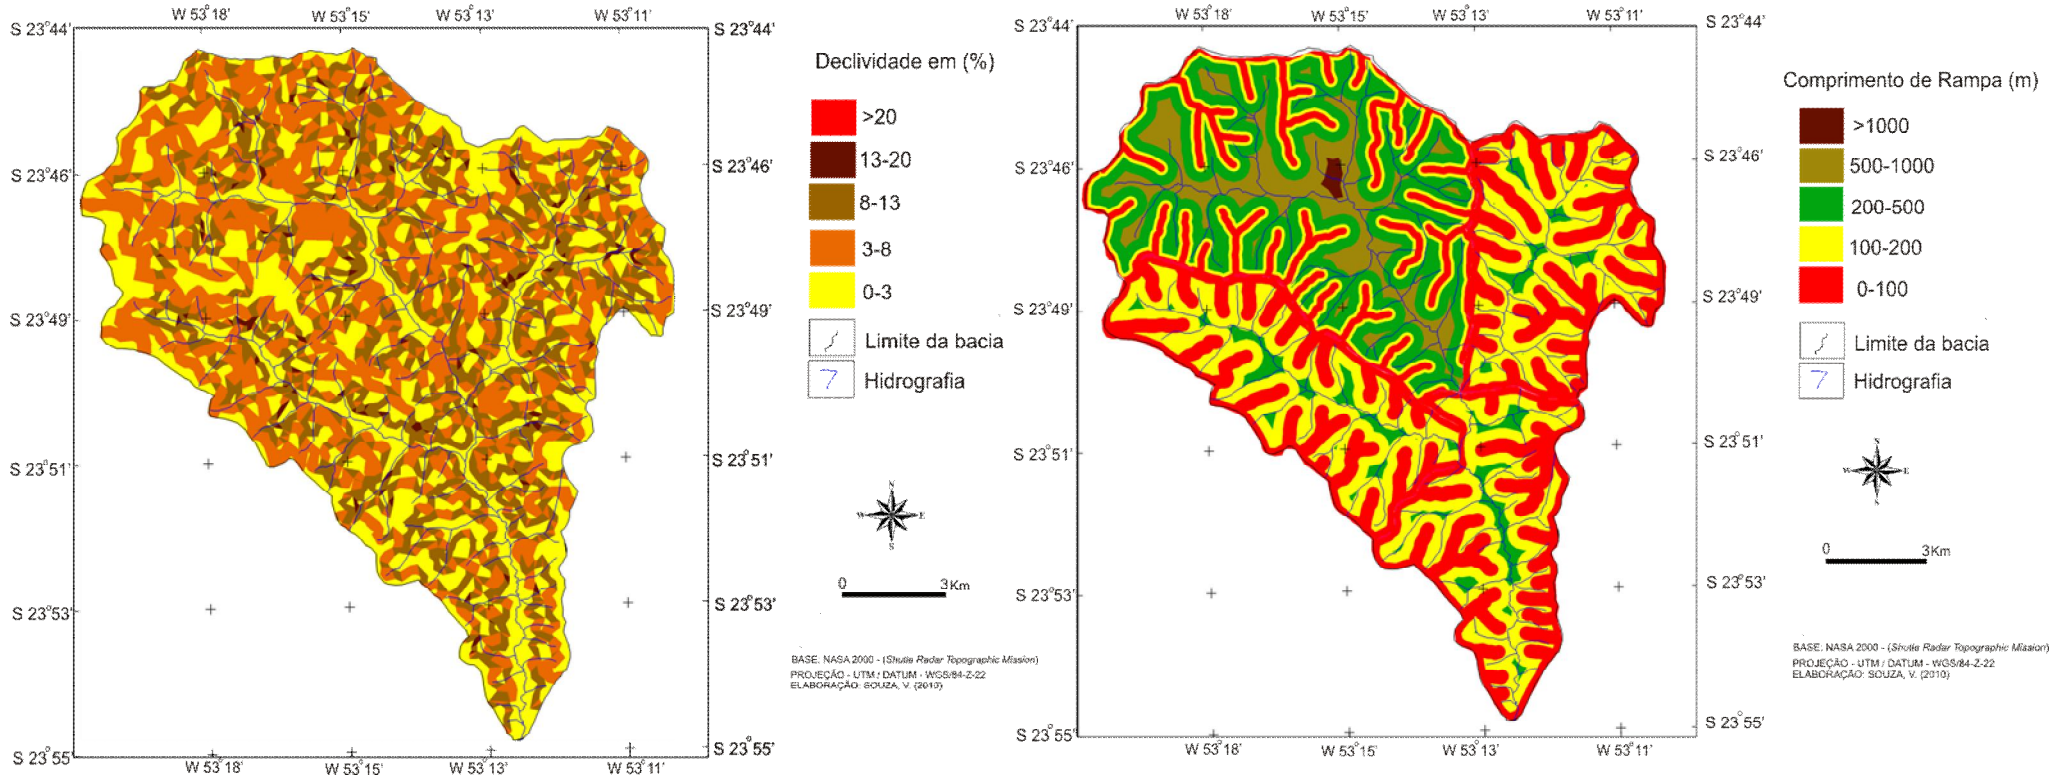 W 53°18' W 53°15' W 53°13' W 53°11'
S 23°44' S 23°44'
S 23°46' S 23°46'
S 23°49' S 23°49'
S 23°51' S 23°51'
S 23°53' S 23°53'
S 23°55' S 23°55'
W 53°18' W 53°15' W 53°13' W 53°11'
Declividade em (%)
>20
13-20
8-13
3-8
0-3
Limite da bacia
Hidrografia
N
W E
S
0 3Km
BASE: NASA 2000 - (Shutle Radar Topographic Mission)
PROJEÇÃO - UTM / DATUM - WGS/84-Z-22
ELABORAÇÃO: SOUZA, V. (2010)
W 53°18' W 53°15' W 53°13' W 53°11'
S 23°44' S 23°44'
S 23°46' S 23°46'
S 23°49' S 23°49'
S 23°51' S 23°51'
S 23°53' S 23°53'
S 23°55' S 23°55'
W 53°18' W 53°15' W 53°13' W 53°11'
Comprimento de Rampa (m)
>1000
500-1000
200-500
100-200
0-100
Limite da bacia
Hidrografia
S
W E
S
0 3Km
BASE: NASA 2000 - (Shutle Radar Topographic Mission)
PROJEÇÃO - UTM / DATUM - WGS/84-Z-22
ELABORAÇÃO: SOUZA, V. (2010)